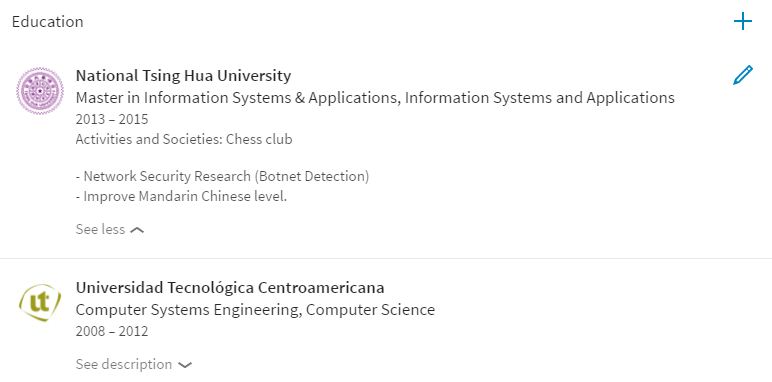 Education
National Tsing Hua University
Master in Information Systems & Applications, Information Systems and Applications
2013 – 2015
Activities and Societies: Chess club
- Network Security Research (Botnet Detection)
- Improve Mandarin Chinese level.
See less
ut
Universidad Tecnológica Centroamericana
Computer Systems Engineering, Computer Science
2008 – 2012
See description